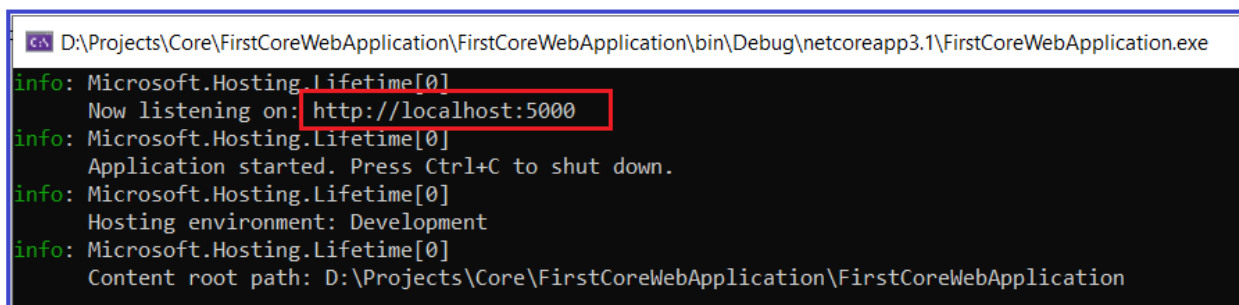 D:\Projects\Core\FirstCoreWebApplication\FirstCoreWebApplication\bin\Debug\netcoreapp3.1\FirstCoreWebApplication.exe
info: Microsoft.Hosting.Lifetime[0]
Now listening on: http://localhost:5000
info: Microsoft.Hosting.Lifetime[0]
Application started. Press Ctrl+C to shut down.
info: Microsoft.Hosting.Lifetime[0]
Hosting environment: Development
info: Microsoft.Hosting.Lifetime[0]
Content root path: D:\Projects\Core\FirstCoreWebApplication\FirstCoreWebApplication